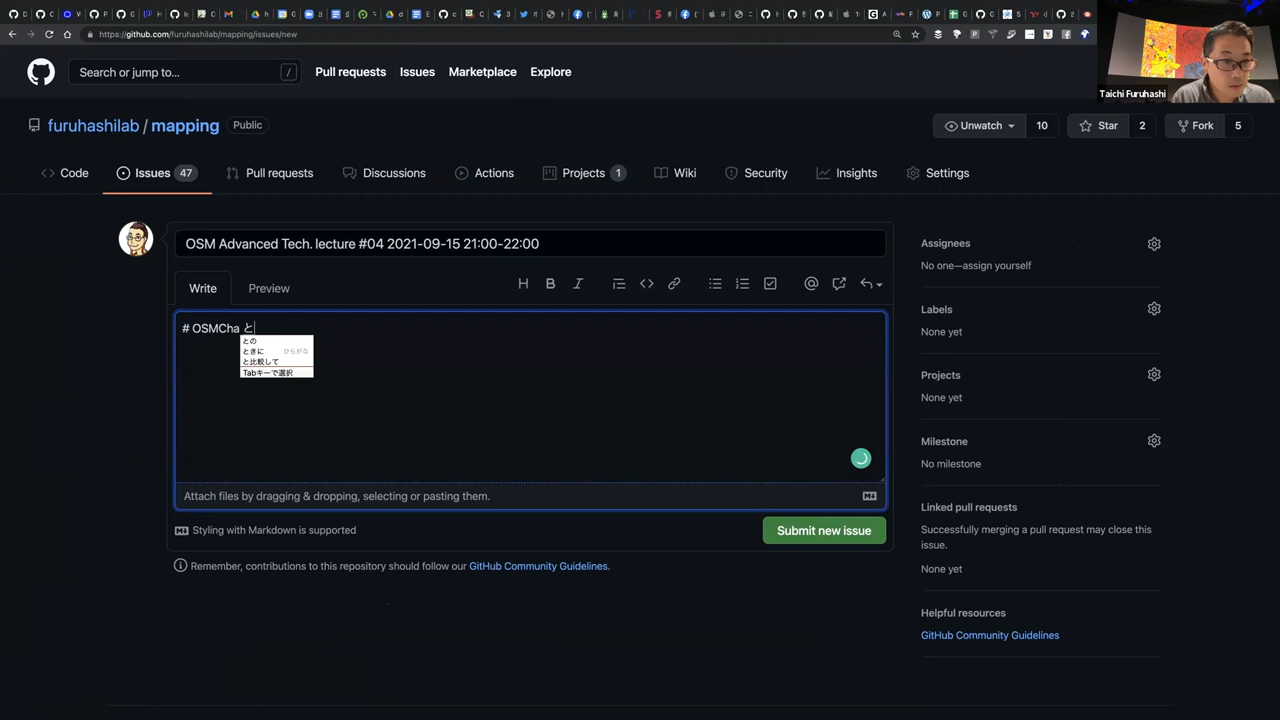 https://github.com/furuhashilab/mapping/issues/new
Search or jump to...
/
Pull requests
Issues
Marketplace
Explore
Taichi Furuhashi
furuhashilab / mapping
Public
Unwatch
10
Star
2
Fork
5
Code
Issues 47
Pull requests
Discussions
Actions
Projects 1
Wiki
Security
Insights
Settings
OSM Advanced Tech. lecture #04 2021-09-15 21:00-22:00
Write
Preview
# OSMCha と
との
ときに ひらがな
と比較して
Tabキーで選択
Attach files by dragging & dropping, selecting or pasting them.
Styling with Markdown is supported
Submit new issue
Remember, contributions to this repository should follow our GitHub Community Guidelines.
Assignees
No one—assign yourself
Labels
None yet
Projects
None yet
Milestone
No milestone
Linked pull requests
Successfully merging a pull request may close this
issue.
None yet
Helpful resources
GitHub Community Guidelines